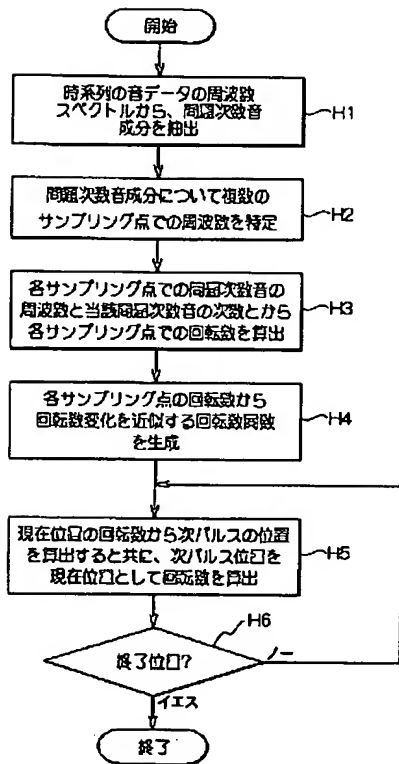 開始
時系列の音データの周波数
スペクトルから、問題次数音
成分を抽出
H1
問題次数音成分について複数の
サンプリング点での周波数を特定
H2
各サンプリング点での問題次数音の
周波数と当該問題次数音の次数とから
各サンプリング点での回転数を算出
H3
各サンプリング点の回転数から
回転数変化を近似する回転数関数
を生成
H4
現在位置の回転数から次パルスの位置
を算出すると共に、次パルス位置を
現在位置として回転数を算出
H5
H6
終了位置?
ノー
イエス
終了